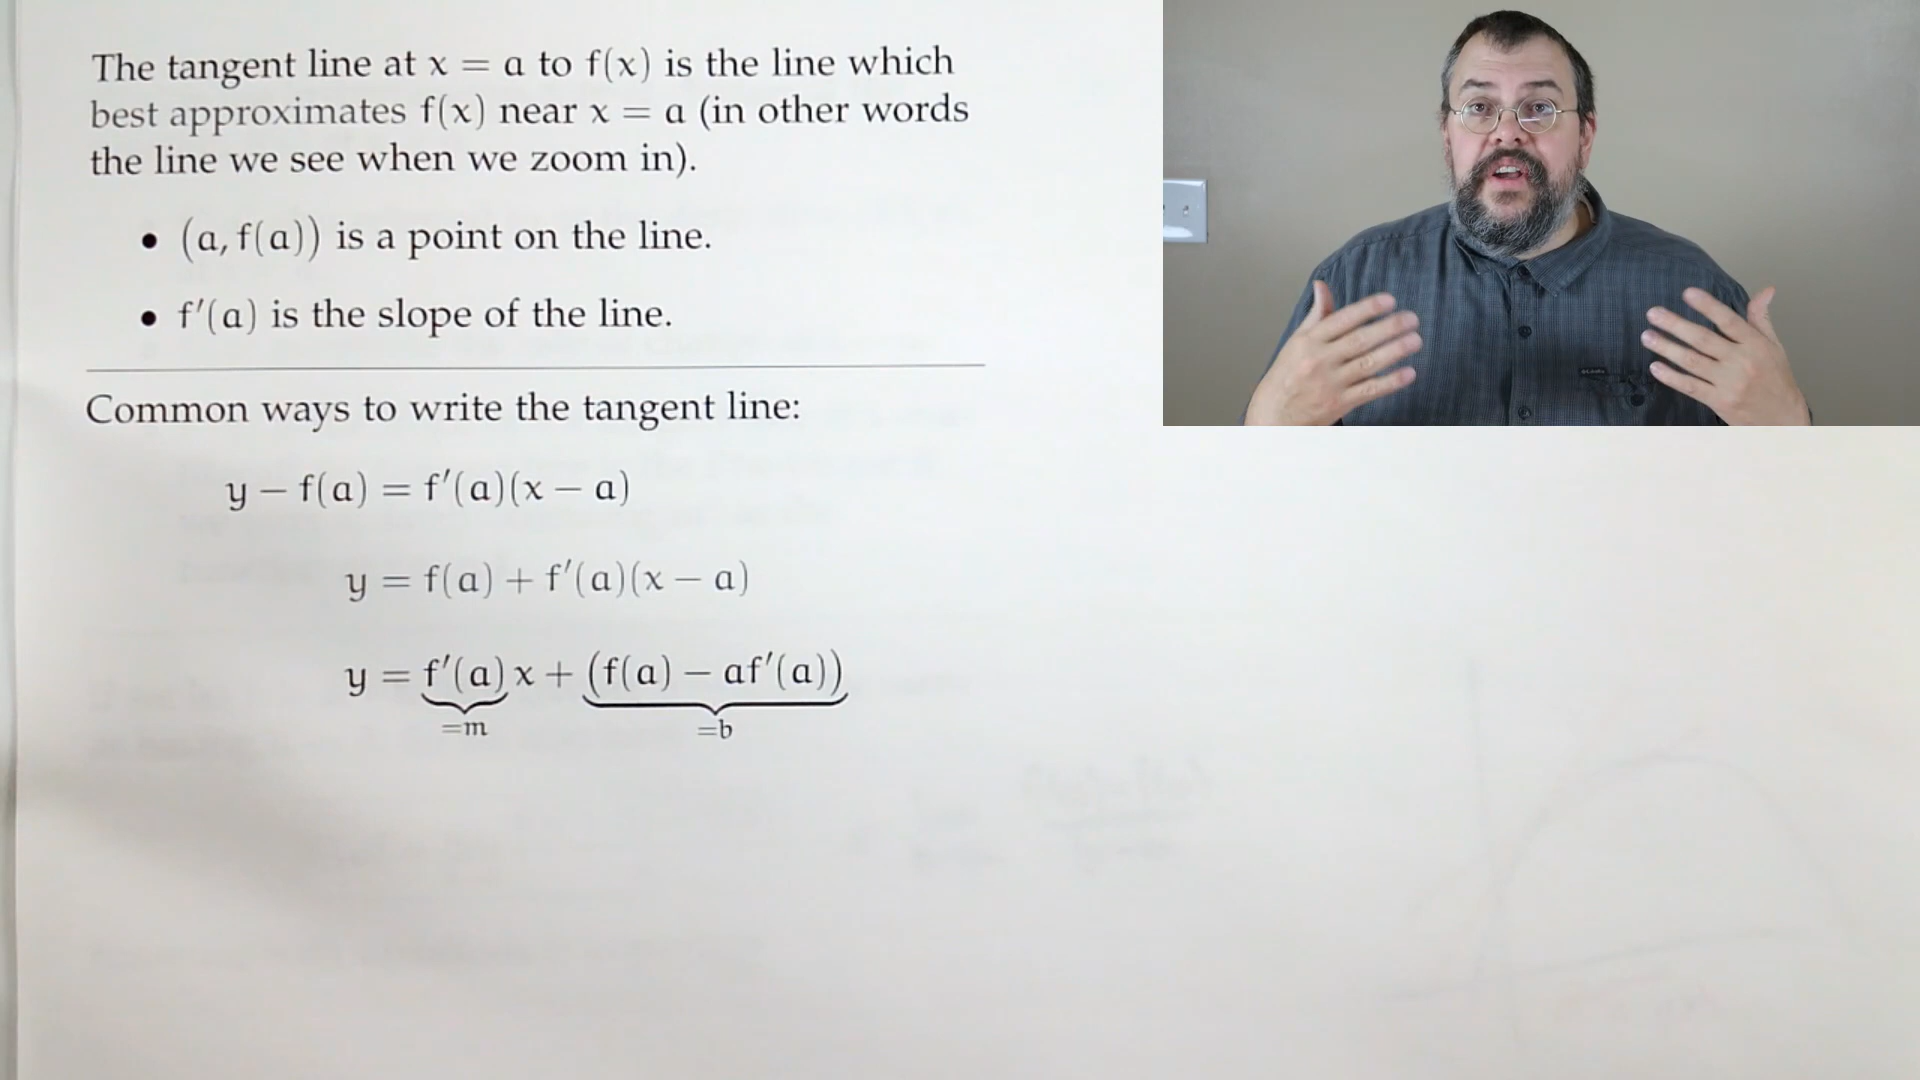 The tangent line at x = a to f(x) is the line which
best approximates f(x) near x = a (in other words
the line we see when we zoom in).
• (a, f(a)) is a point on the line.
• f′(a) is the slope of the line.
Common ways to write the tangent line:
y − f(a) = f′(a)(x − a)
y = f(a) + f′(a)(x − a)
y = f′(a) x + (f(a) − af′(a))
=m =b